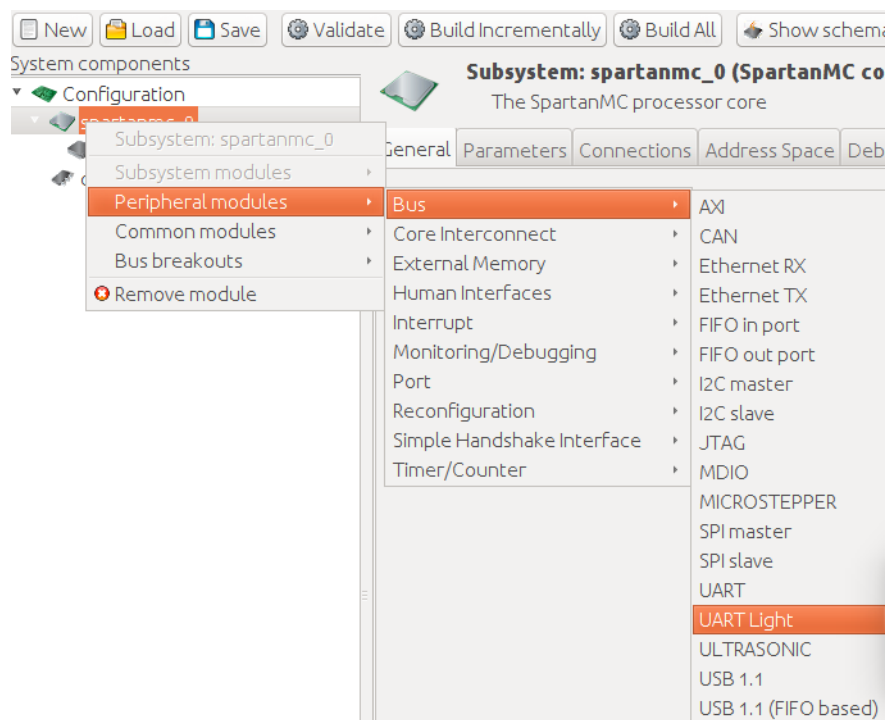 New Load Save Validate Build Incrementally Build All Show schema
System components
Configuration
spartanmc_0
Subsystem: spartanmc_0 (SpartanMC co
The SpartanMC processor core
General Parameters Connections Address Space Deb
Subsystem: spartanmc_0
Subsystem modules
Peripheral modules
Common modules
Bus breakouts
Remove module
Bus
Core Interconnect
External Memory
Human Interfaces
Interrupt
Monitoring/Debugging
Port
Reconfiguration
Simple Handshake Interface
Timer/Counter
AXI
CAN
Ethernet RX
Ethernet TX
FIFO in port
FIFO out port
I2C master
I2C slave
JTAG
MDIO
MICROSTEPPER
SPI master
SPI slave
UART
UART Light
ULTRASONIC
USB 1.1
USB 1.1 (FIFO based)